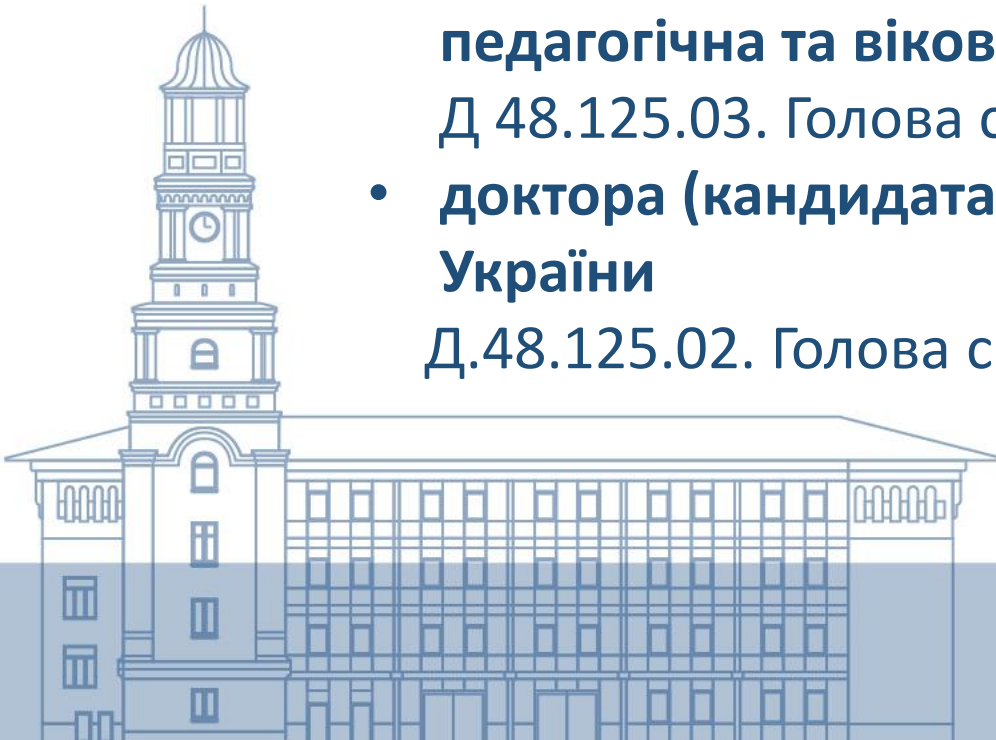 педагогічна та віков
Д 48.125.03. Голова с
• доктора (кандидата
України
Д.48.125.02. Голова с